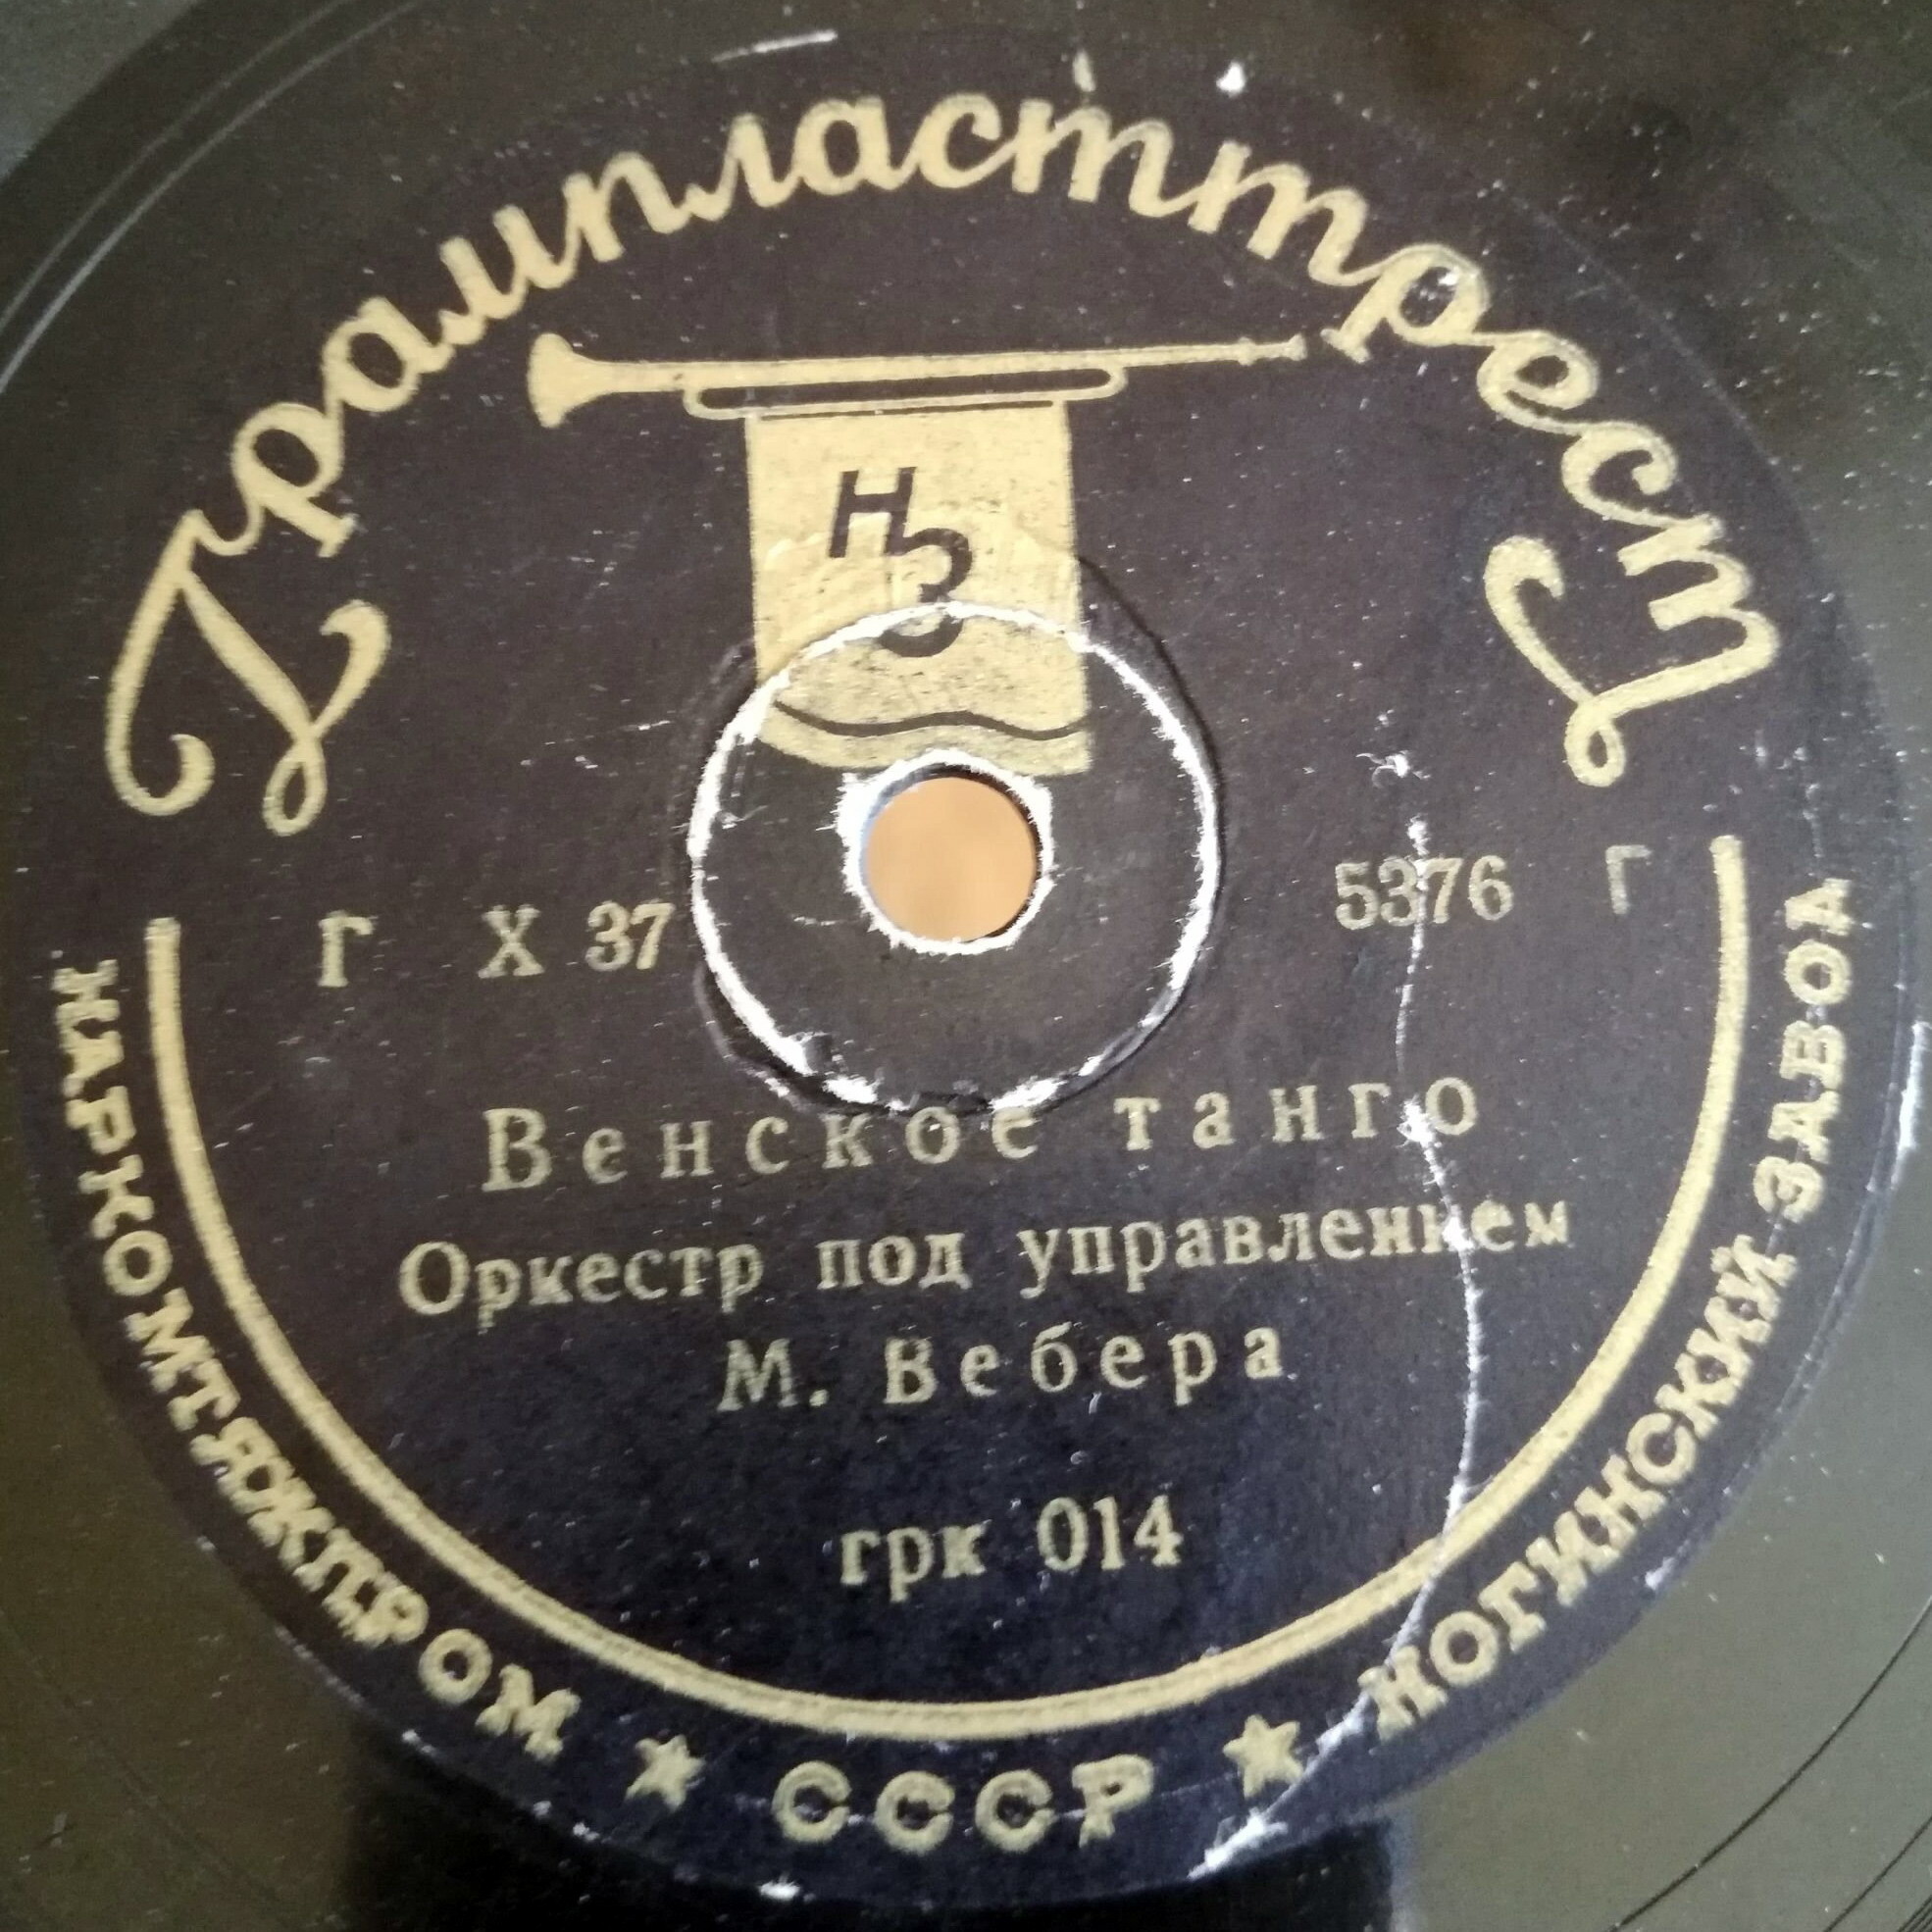 Грампласттрест
НЗ
Г Х 37 5376 Г
Венское танго
Оркестр под управлением
М. Вебера
грк 014
НАРКОМТЯЖПРОМ ★ СССР ★ НОГИНСКИЙ ЗАВОД